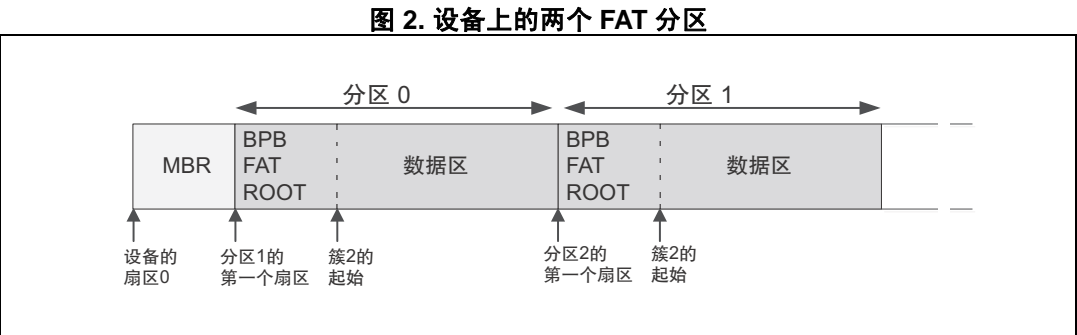 图 2. 设备上的两个 FAT 分区
分区 0
分区 1
MBR
BPB
FAT
ROOT
数据区
BPB
FAT
ROOT
数据区
设备的
扇区0
分区1的
第一个扇区
簇2的
起始
分区2的
第一个扇区
簇2的
起始